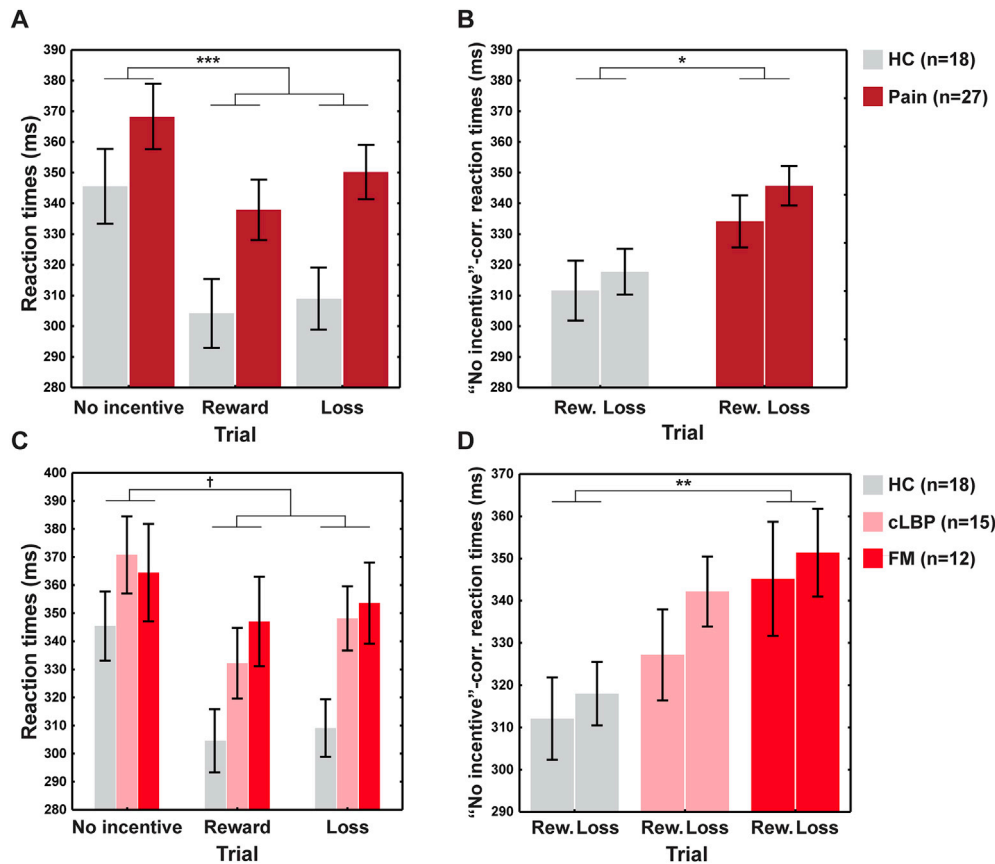 A
Reaction times (ms)
390
380
370
360
350
340
330
320
310
300
290
280
***
No incentive Reward Loss
Trial
B
“No incentive”-corr. reaction times (ms)
390
380
370
360
350
340
330
320
310
300
290
280
*
Rew. Loss Rew. Loss
Trial
HC (n=18)
Pain (n=27)
C
Reaction times (ms)
400
390
380
370
360
350
340
330
320
310
300
290
280
†
No incentive Reward Loss
Trial
D
“No incentive”-corr. reaction times (ms)
370
360
350
340
330
320
310
300
290
**
Rew. Loss Rew. Loss Rew. Loss
Trial
HC (n=18)
cLBP (n=15)
FM (n=12)